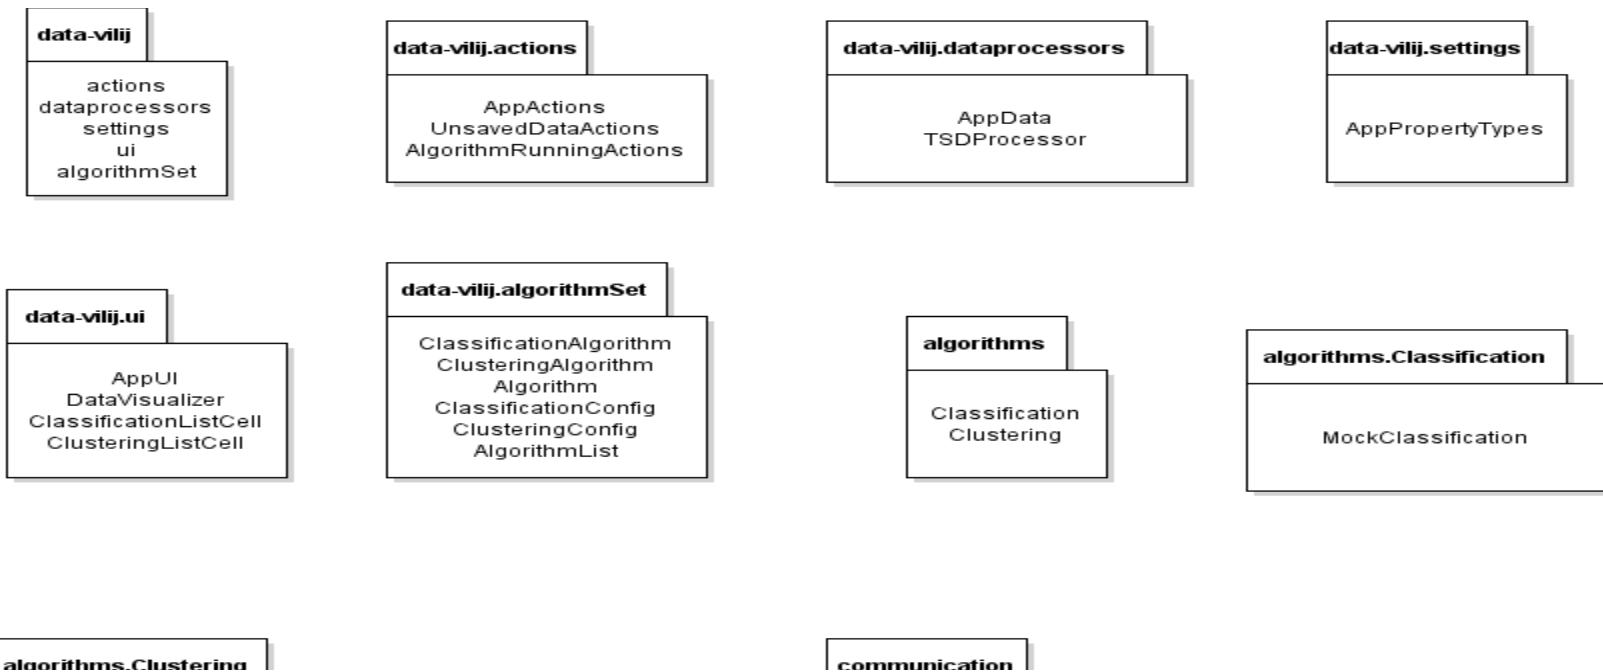 data-vilij
actions
dataprocessors
settings
ui
algorithmSet
data-vilij.actions
AppActions
UnsavedDataActions
AlgorithmRunningActions
data-vilij.dataprocessors
AppData
TSDProcessor
data-vilij.settings
AppPropertyTypes
data-vilij.ui
AppUI
DataVisualizer
ClassificationListCell
ClusteringListCell
data-vilij.algorithmSet
ClassificationAlgorithm
ClusteringAlgorithm
Algorithm
ClassificationConfig
ClusteringConfig
AlgorithmList
algorithms
Classification
Clustering
algorithms.Classification
MockClassification
algorithms.Clustering
communication